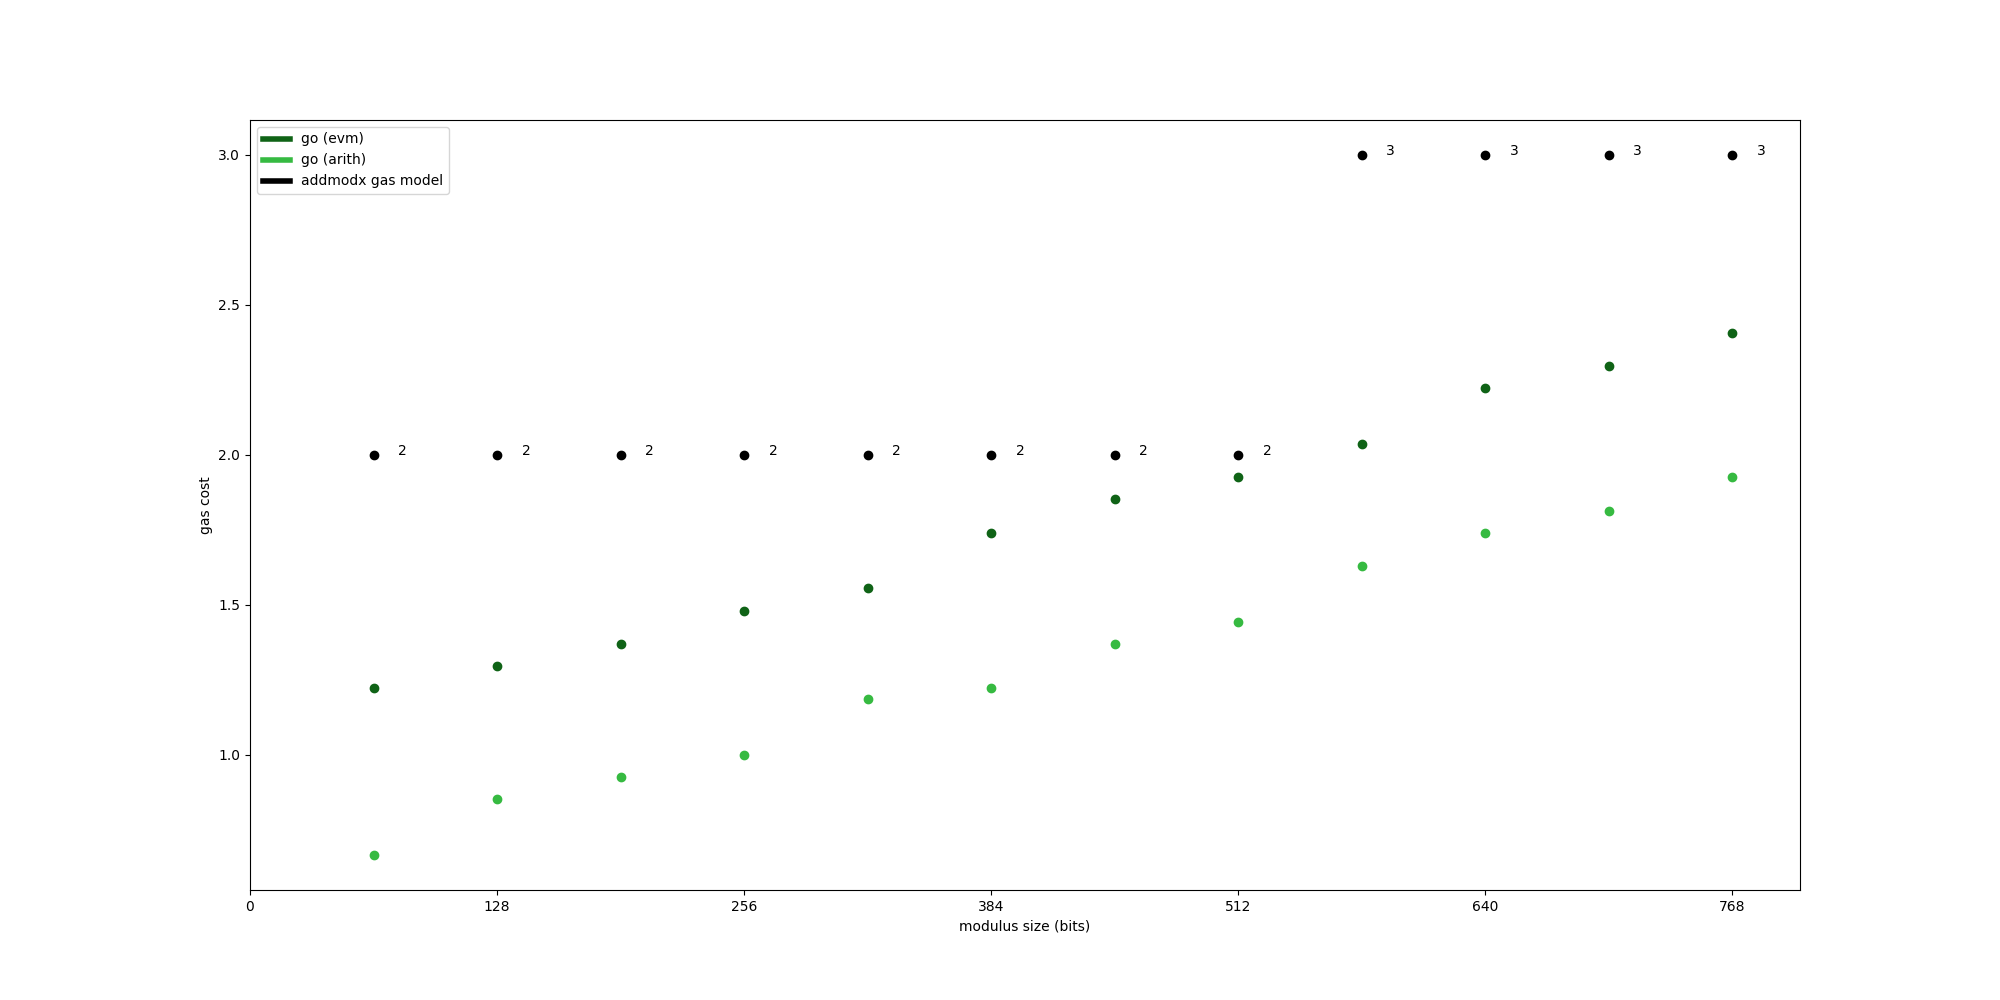 go (evm)
go (arith)
addmodx gas model
3.0
2.5
2.0
1.5
1.0
gas cost
3 3 3 3
2 2 2 2 2 2 2 2
0 128 256 384 512 640 768
modulus size (bits)